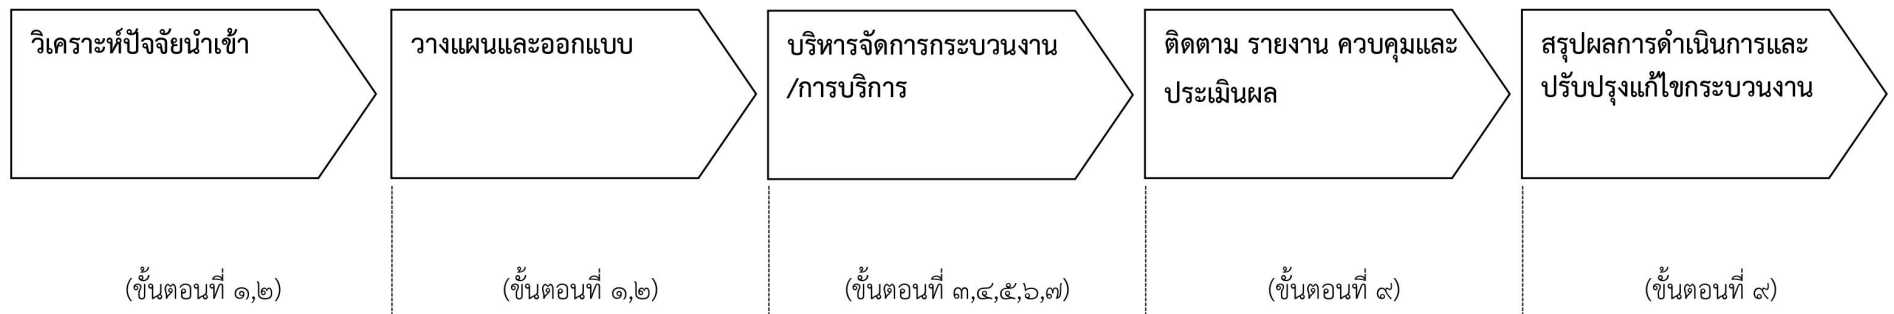 วิเคราะห์ปัจจัยนำเข้า
วางแผนและออกแบบ
บริหารจัดการกระบวนงาน
/การบริการ
ติดตาม รายงาน ควบคุมและ
ประเมินผล
สรุปผลการดำเนินการและ
ปรับปรุงแก้ไขกระบวนงาน
(ขั้นตอนที่ ๑,๒)
(ขั้นตอนที่ ๑,๒)
(ขั้นตอนที่ ๓,๔,๕,๖,๗)
(ขั้นตอนที่ ๙)
(ขั้นตอนที่ ๙)